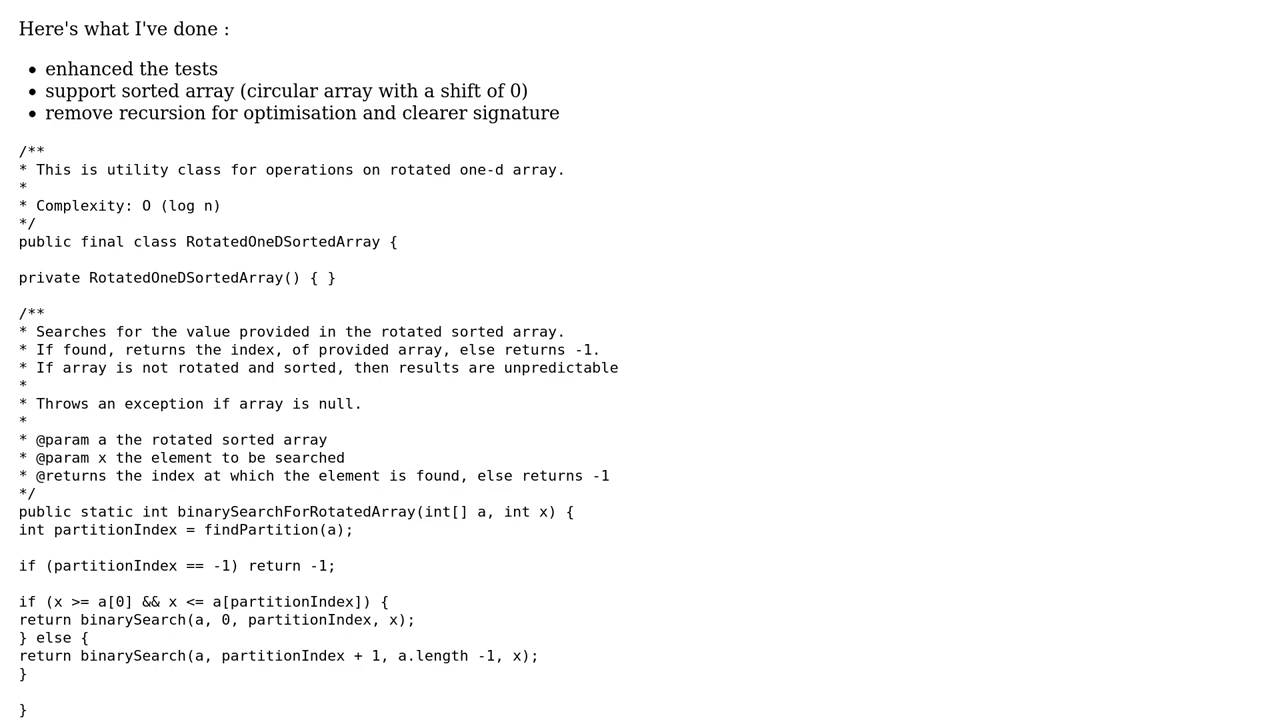 Here's what I've done :
• enhanced the tests
• support sorted array (circular array with a shift of 0)
• remove recursion for optimisation and clearer signature
/**
* This is utility class for operations on rotated one-d array.
*
* Complexity: O (log n)
*/
public final class RotatedOneDSortedArray {
private RotatedOneDSortedArray() { }
/**
* Searches for the value provided in the rotated sorted array.
* If found, returns the index, of provided array, else returns -1.
* If array is not rotated and sorted, then results are unpredictable
*
* Throws an exception if array is null.
*
* @param a the rotated sorted array
* @param x the element to be searched
* @returns the index at which the element is found, else returns -1
*/
public static int binarySearchForRotatedArray(int[] a, int x) {
int partitionIndex = findPartition(a);
if (partitionIndex == -1) return -1;
if (x >= a[0] && x <= a[partitionIndex]) {
return binarySearch(a, 0, partitionIndex, x);
} else {
return binarySearch(a, partitionIndex + 1, a.length -1, x);
}
}